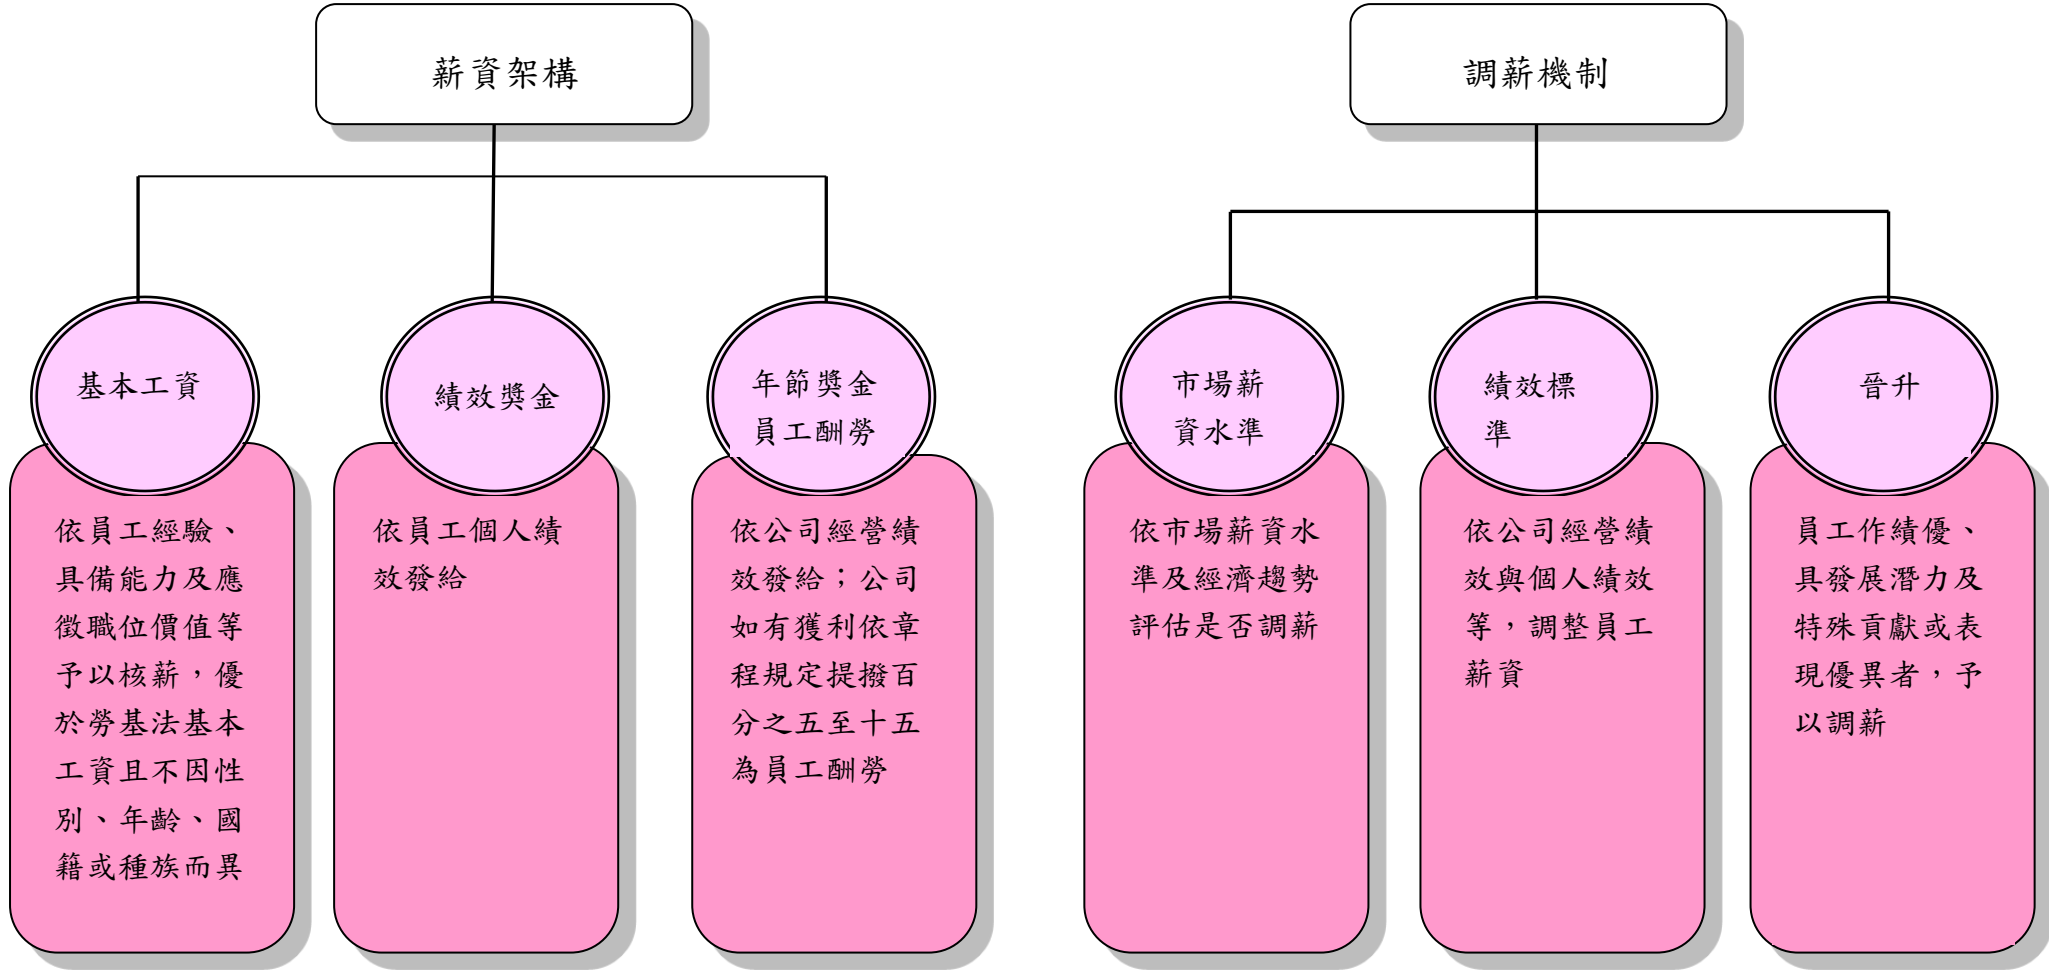 薪資架構
基本工資
依員工經驗、
具備能力及應
徵職位價值等
予以核薪，優
於勞基法基本
工資且不因性
別、年齡、國
籍或種族而異
績效獎金
依員工個人績
效發給
年節獎金
員工酬勞
依公司經營績
效發給；公司
如有獲利依章
程規定提撥百
分之五至十五
為員工酬勞
調薪機制
市場薪
資水準
依市場薪資水
準及經濟趨勢
評估是否調薪
績效標
準
依公司經營績
效與個人績效
等，調整員工
薪資
晉升
員工作績優、
具發展潛力及
特殊貢獻或表
現優異者，予
以調薪